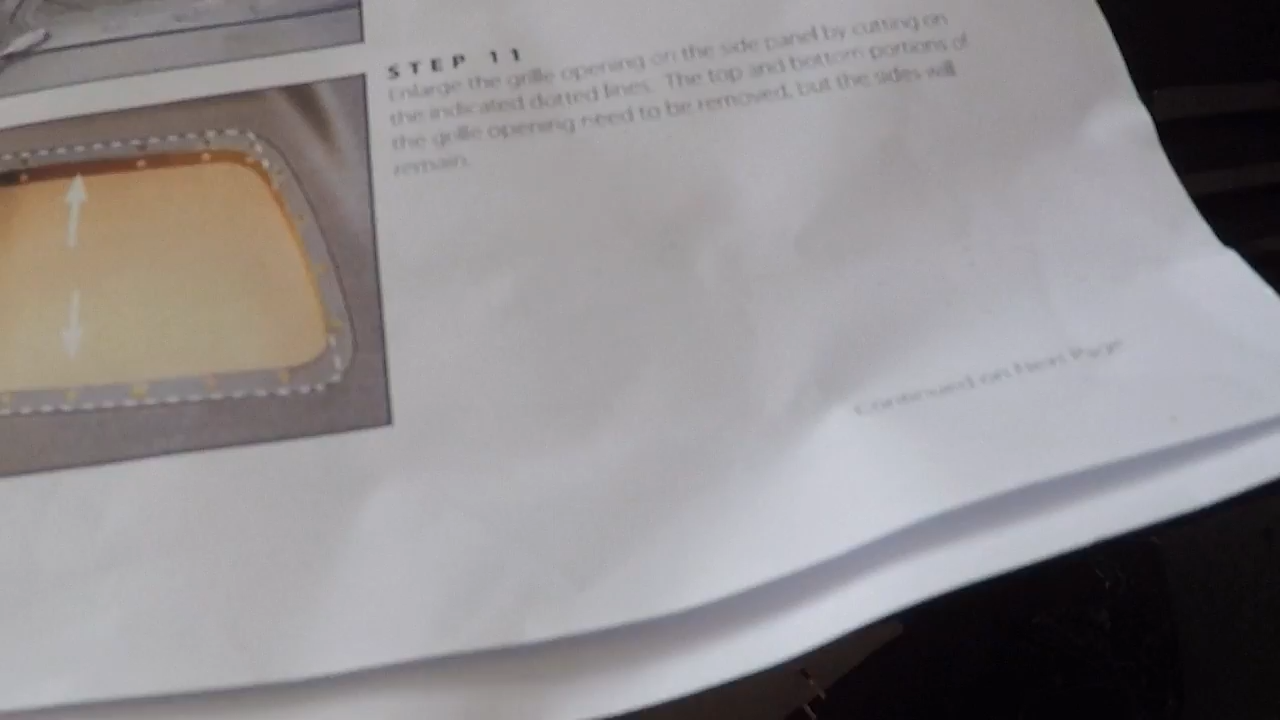 STEP 11
Enlarge the grille opening on the side panel by cutting on
the indicated dotted lines. The top and bottom portions of
the grille opening need to be removed, but the sides will
remain.
Continued on Next Page